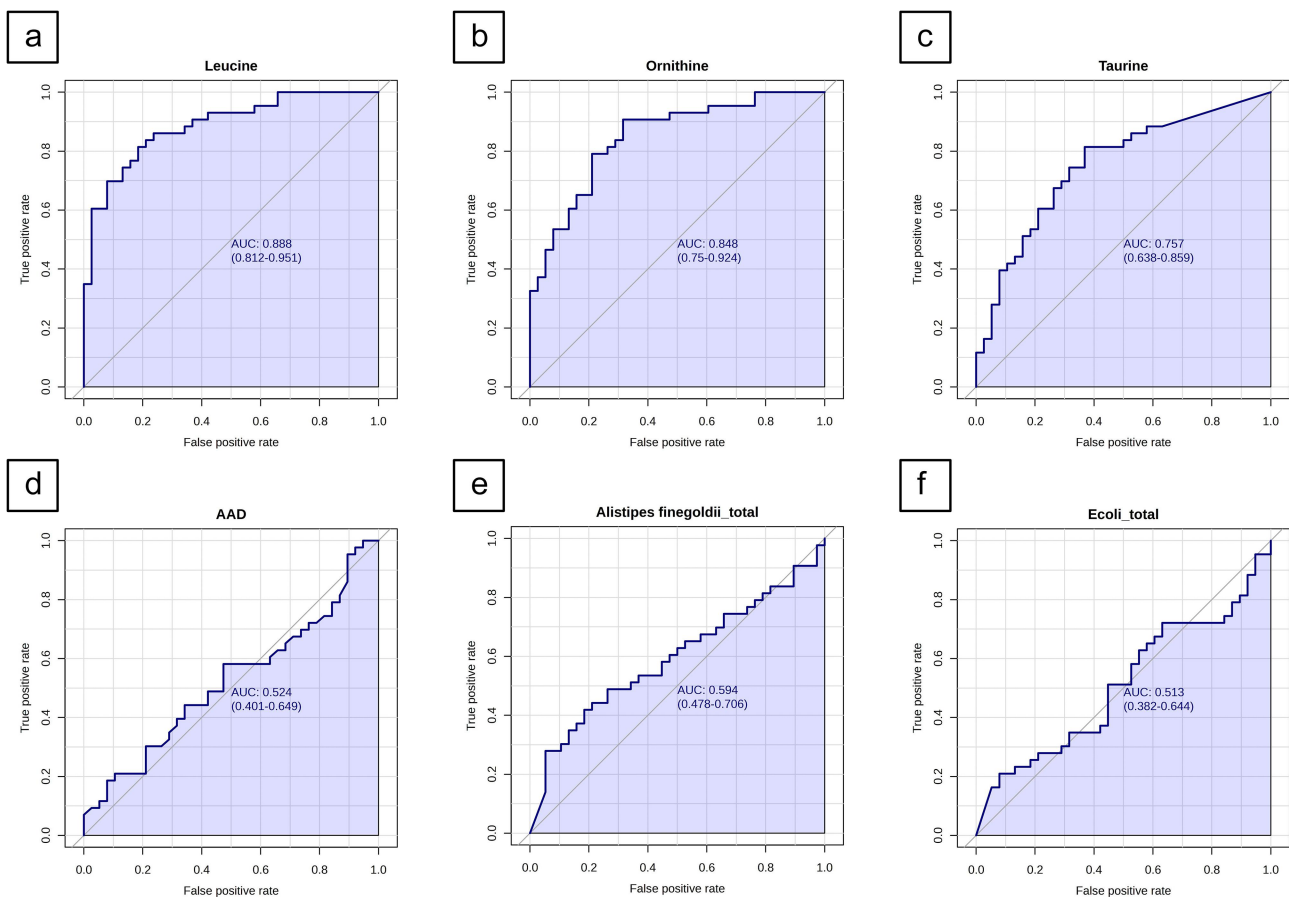 a
Leucine
True positive rate
0.0 0.2 0.4 0.6 0.8 1.0
AUC: 0.888
(0.812-0.951)
0.0 0.2 0.4 0.6 0.8 1.0
False positive rate
b
Ornithine
True positive rate
0.0 0.2 0.4 0.6 0.8 1.0
AUC: 0.848
(0.75-0.924)
0.0 0.2 0.4 0.6 0.8 1.0
False positive rate
c
Taurine
True positive rate
0.0 0.2 0.4 0.6 0.8 1.0
AUC: 0.757
(0.638-0.859)
0.0 0.2 0.4 0.6 0.8 1.0
False positive rate
d
AAD
True positive rate
0.0 0.2 0.4 0.6 0.8 1.0
AUC: 0.524
(0.401-0.649)
0.0 0.2 0.4 0.6 0.8 1.0
False positive rate
e
Alistipes finegoldii_total
True positive rate
0.0 0.2 0.4 0.6 0.8 1.0
AUC: 0.594
(0.478-0.706)
0.0 0.2 0.4 0.6 0.8 1.0
False positive rate
f
Ecoli_total
True positive rate
0.0 0.2 0.4 0.6 0.8 1.0
AUC: 0.513
(0.382-0.644)
0.0 0.2 0.4 0.6 0.8 1.0
False positive rate